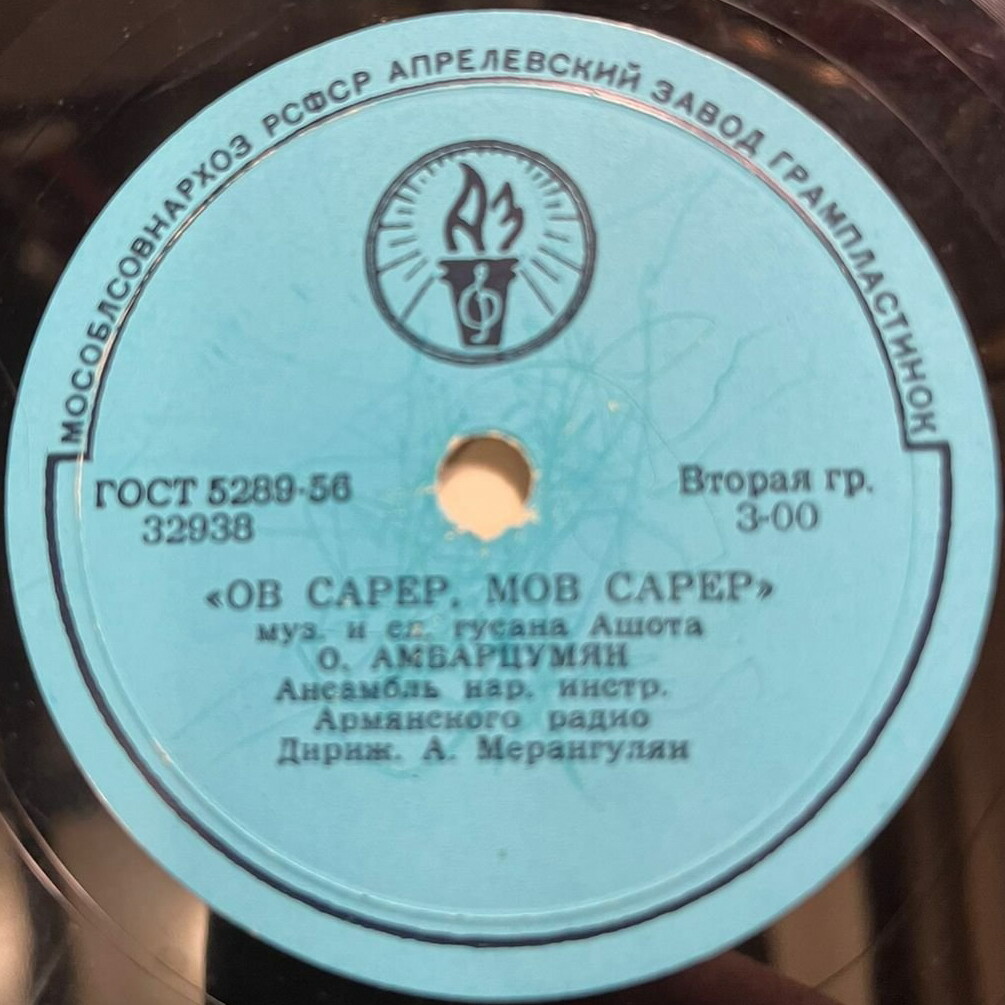 МОСОБЛСОВНАРХОЗ РСФСР АПРЕЛЕВСКИЙ ЗАВОД ГРАМПЛАСТИНОК
АЗ
ГОСТ 5289-56
32938
Вторая гр.
3-00
«ОВ САРЕР, МОВ САРЕР»
муз. и сл. гусана Ашота
О. АМБАРЦУМЯН
Ансамбль нар. инстр.
Армянского радио
Дириж. А. Мерангулян